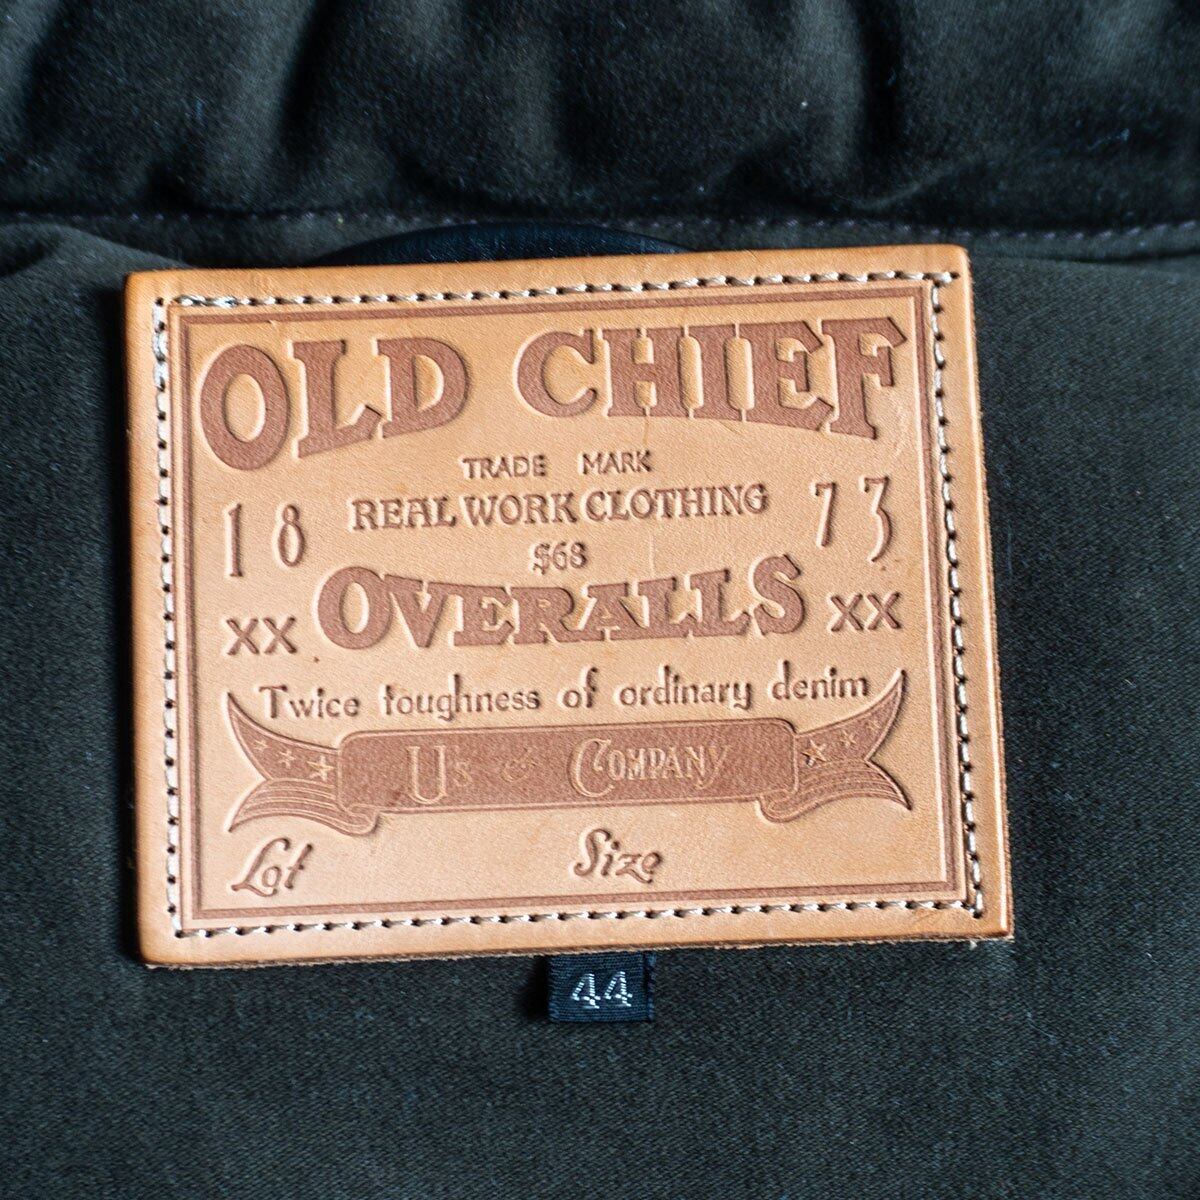 OLD CHIEF
TRADE MARK
REAL WORK CLOTHING
18 73
$68
XX OVERALLS XX
Twice toughness of ordinary denim
US & COMPANY
Lot Size
44